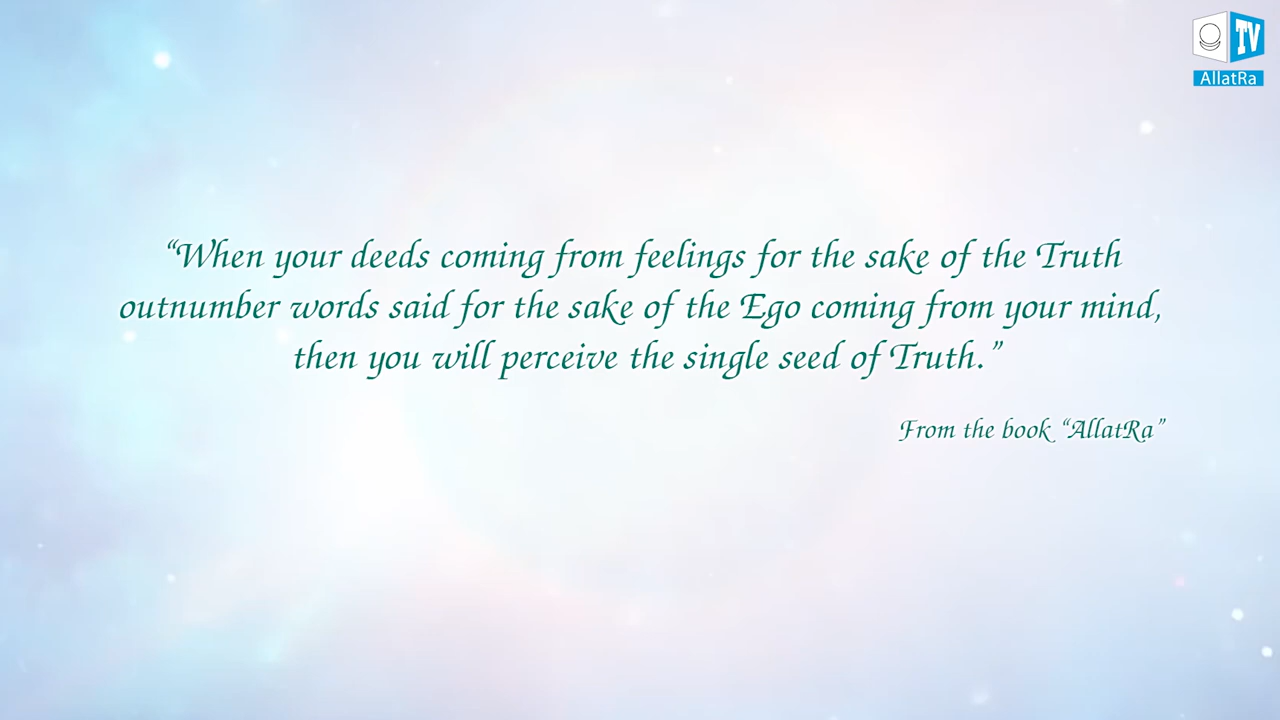 TV
AllatRa
“When your deeds coming from feelings for the sake of the Truth
outnumber words said for the sake of the Ego coming from your mind,
then you will perceive the single seed of Truth.”
From the book “AllatRa”